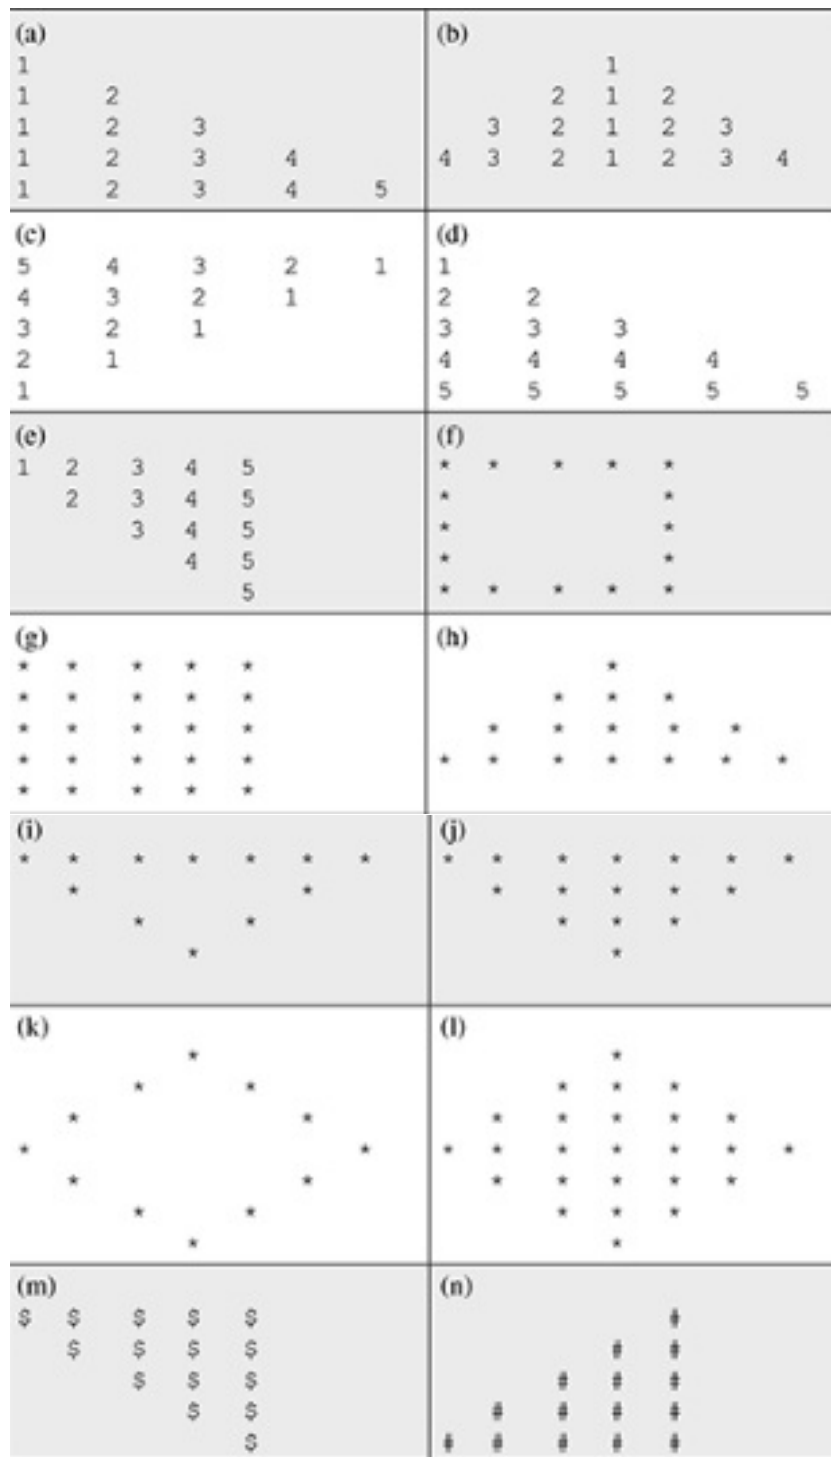 (a)
1
1 2
1 2 3
1 2 3 4
1 2 3 4 5
(b)
1
2 1 2
3 2 1 2 3
4 3 2 1 2 3 4
(c)
5 4 3 2 1
4 3 2 1
3 2 1
2 1
1
(d)
1
2 2
3 3 3
4 4 4 4
5 5 5 5 5
(e)
1 2 3 4 5
2 3 4 5
3 4 5
4 5
5
(f)
* * * * *
* *
* *
* *
* * * * *
(g)
* * * * *
* * * * *
* * * * *
* * * * *
* * * * *
(h)
*
* * *
* * * * *
* * * * * * *
(i)
* * * * * * *
* *
* *
*
(j)
* * * * * * *
* * * * *
* * *
*
(k)
*
* *
* *
* *
* *
* *
*
(l)
*
* * *
* * * * *
* * * * * * *
* * * * *
* * *
*
(m)
$ $ $ $ $
$ $ $ $
$ $ $
$ $
$
(n)
#
# #
# # #
# # # #
# # # # #